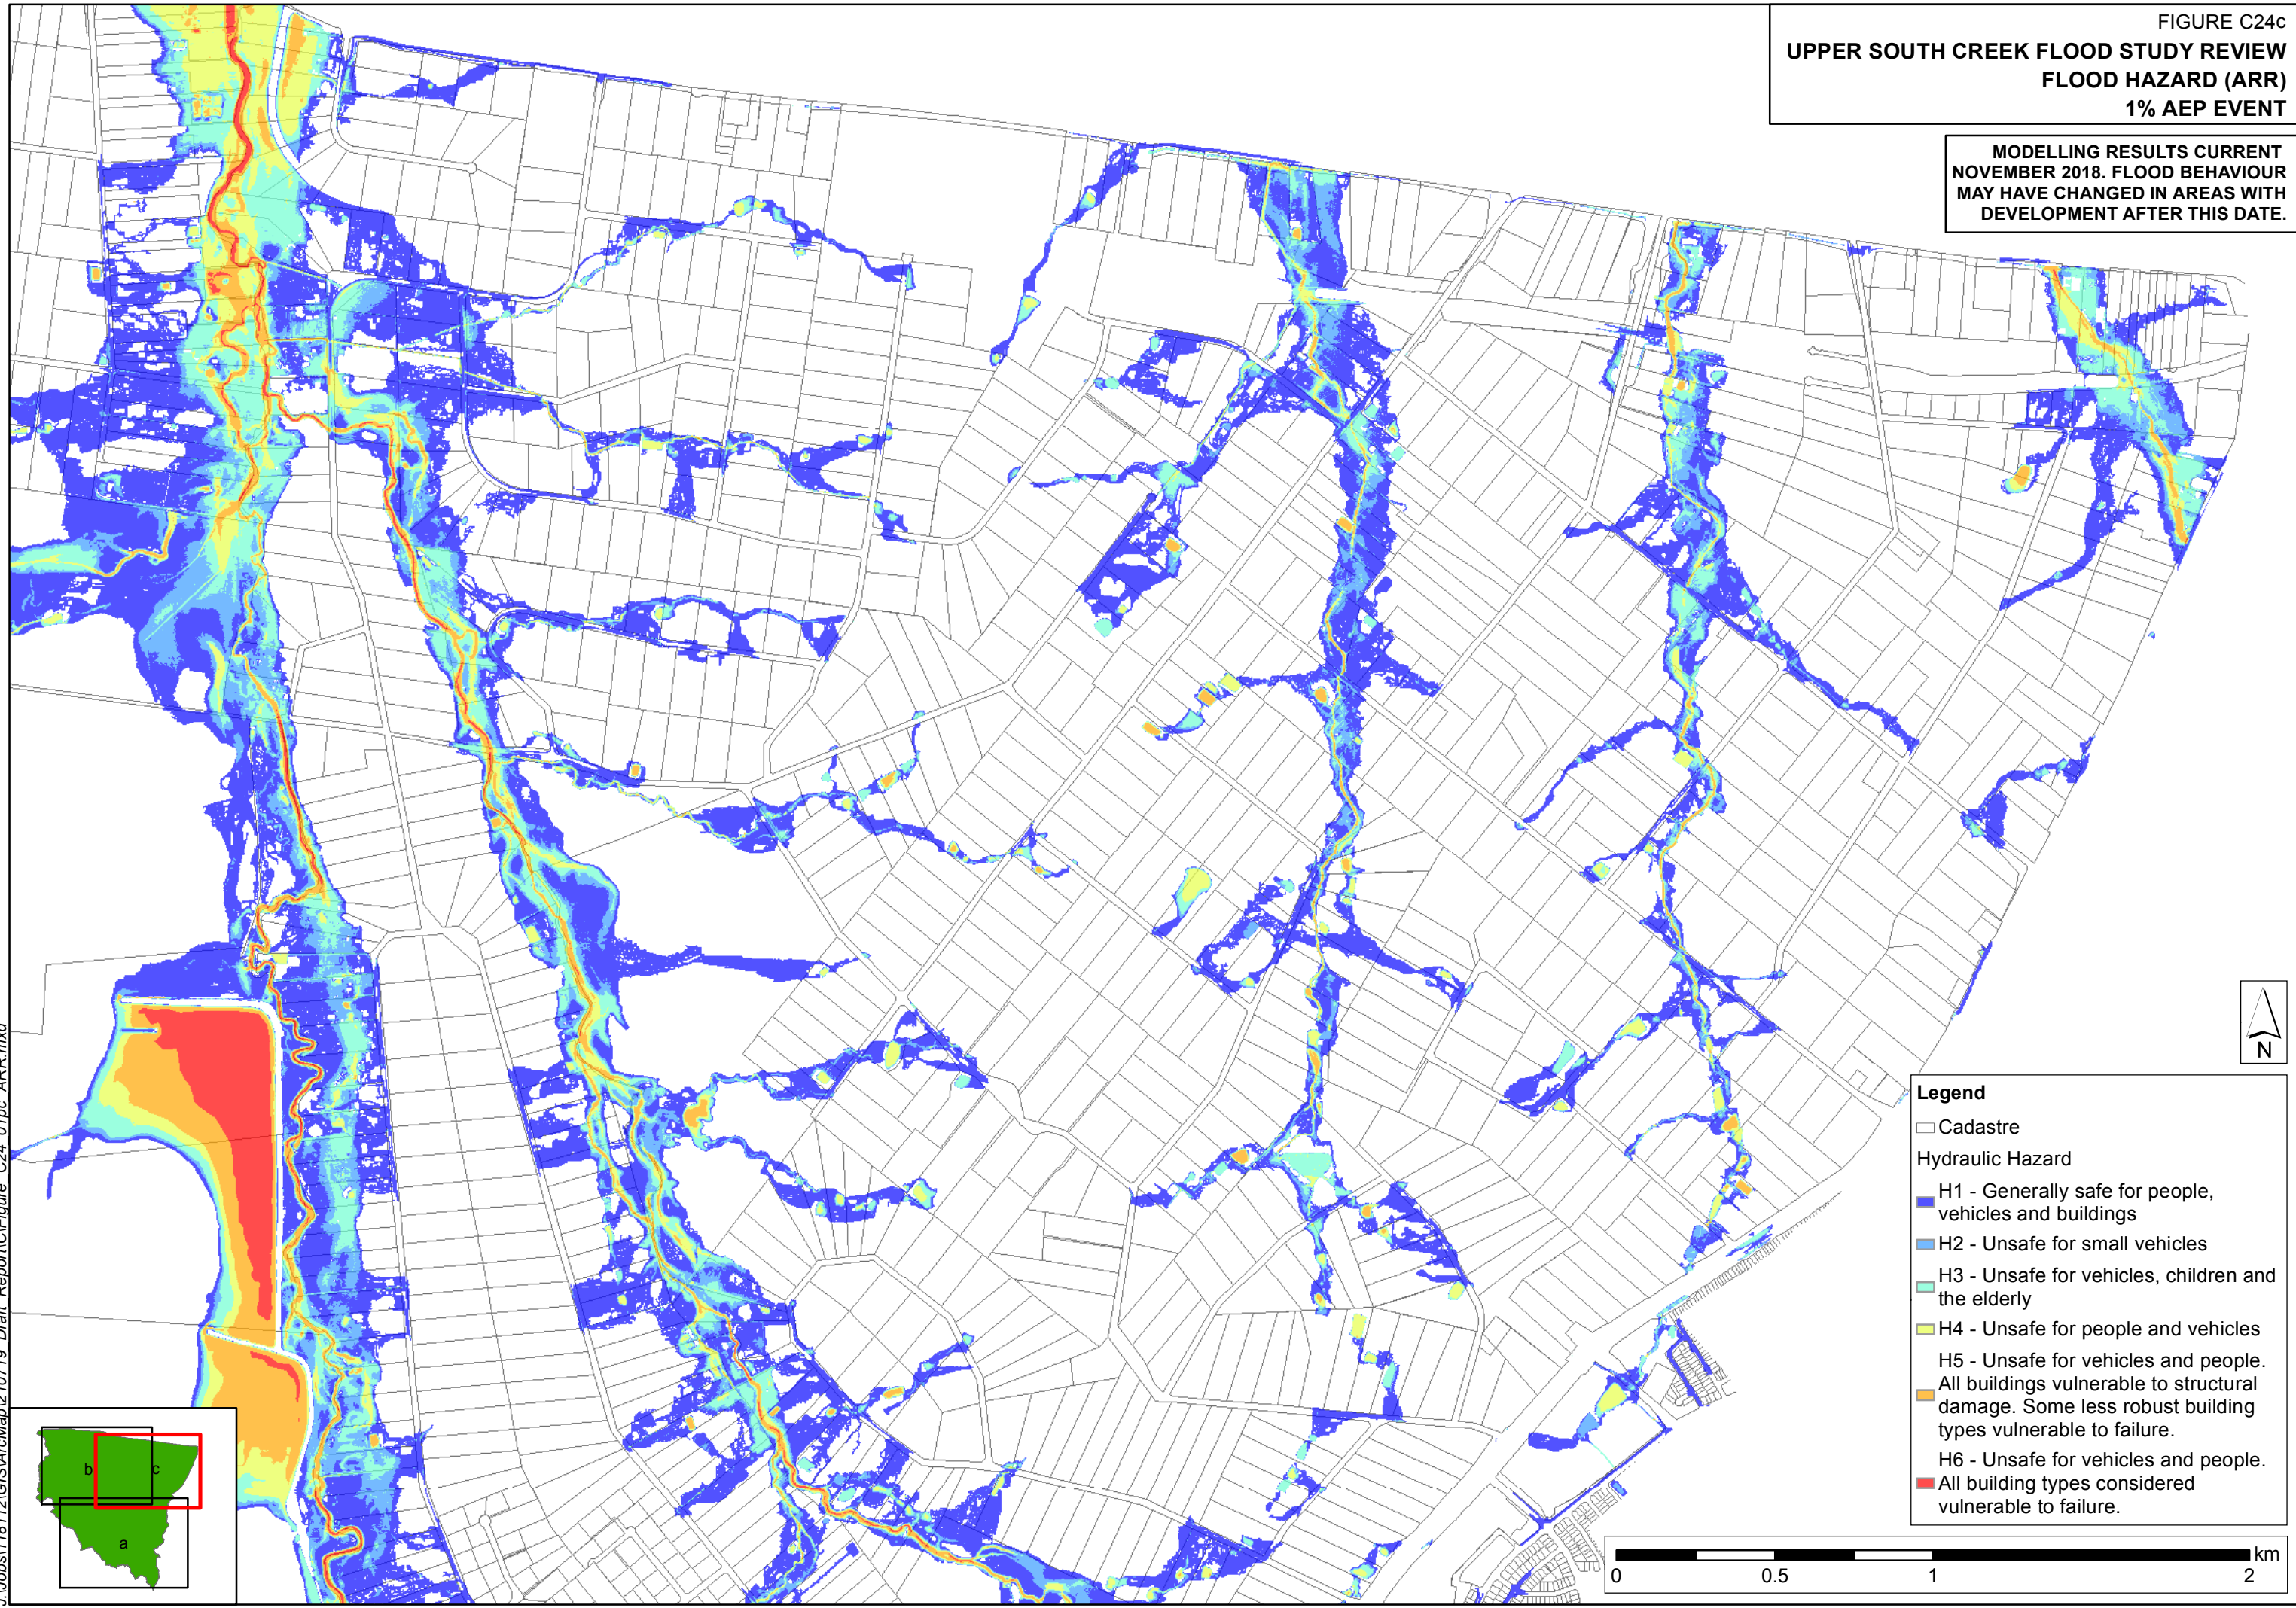 FIGURE C24c
UPPER SOUTH CREEK FLOOD STUDY REVIEW
FLOOD HAZARD (ARR)
1% AEP EVENT
MODELLING RESULTS CURRENT
NOVEMBER 2018. FLOOD BEHAVIOUR
MAY HAVE CHANGED IN AREAS WITH
DEVELOPMENT AFTER THIS DATE.
N
Legend
Cadastre
Hydraulic Hazard
H1 - Generally safe for people,
vehicles and buildings
H2 - Unsafe for small vehicles
H3 - Unsafe for vehicles, children and
the elderly
H4 - Unsafe for people and vehicles
H5 - Unsafe for vehicles and people.
All buildings vulnerable to structural
damage. Some less robust building
types vulnerable to failure.
H6 - Unsafe for vehicles and people.
All building types considered
vulnerable to failure.
km
0 0.5 1 2
b c
a